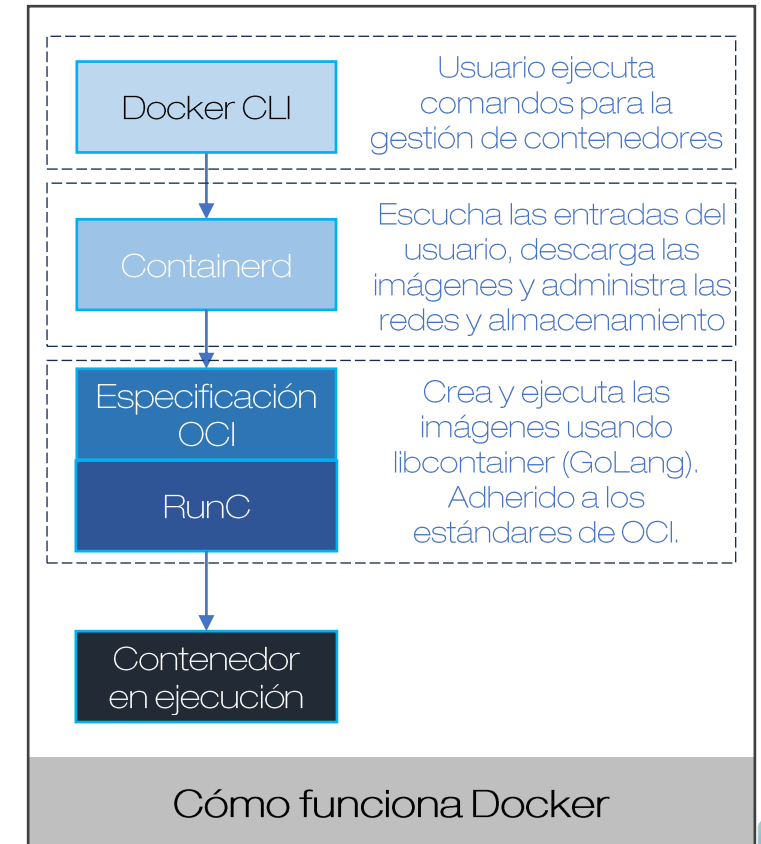 Docker CLI
Usuario ejecuta
comandos para la
gestión de contenedores
Containerd
Escucha las entradas del
usuario, descarga las
imágenes y administra las
redes y almacenamiento
Especificación
OCI
RunC
Crea y ejecuta las
imágenes usando
libcontainer (GoLang).
Adherido a los
estándares de OCI.
Contenedor
en ejecución
Cómo funciona Docker